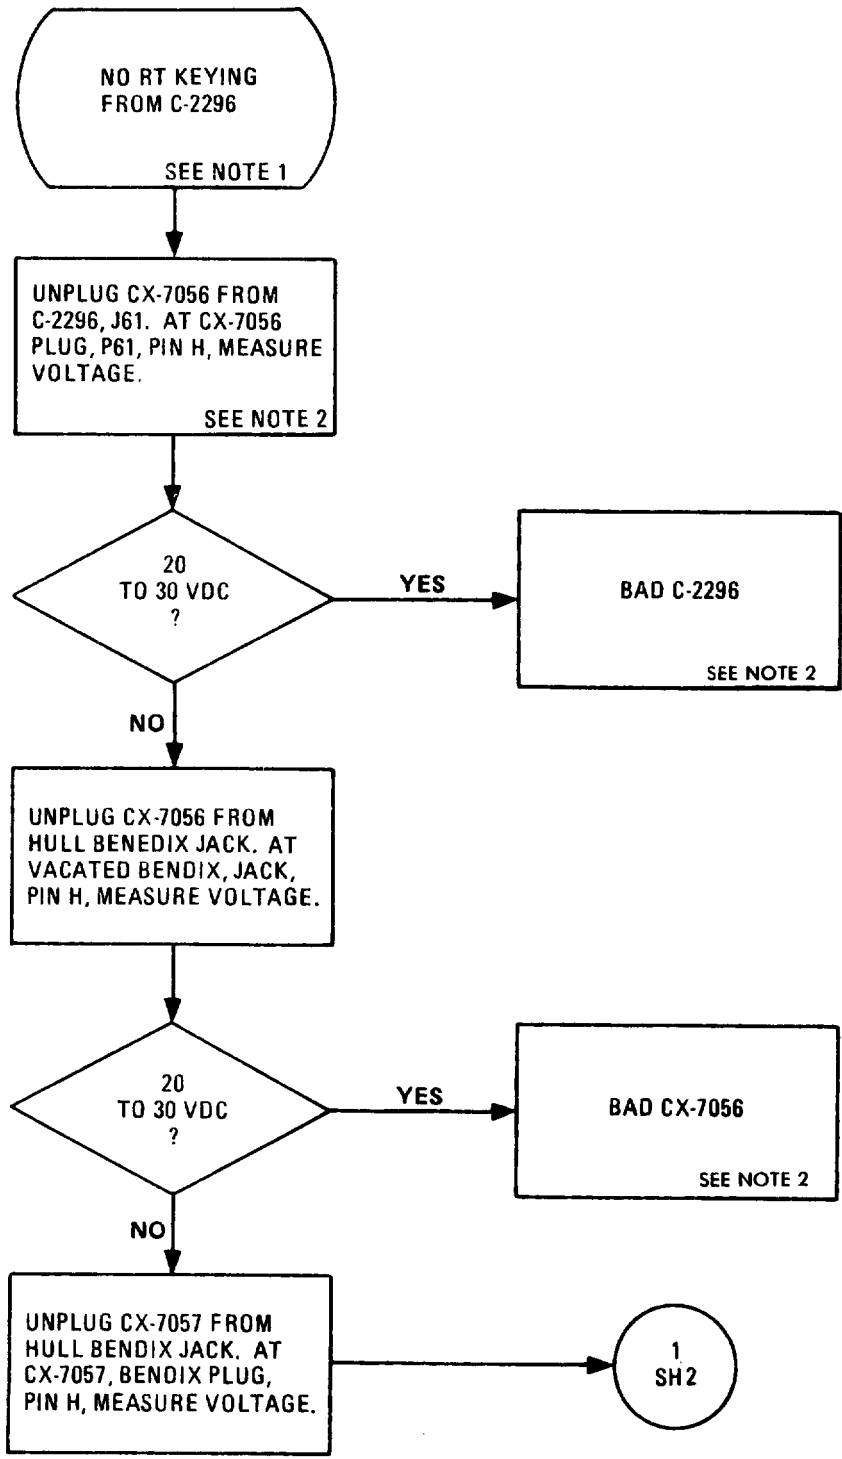 NO RT KEYING
FROM C-2296
SEE NOTE 1
UNPLUG CX-7056 FROM
C-2296, J61. AT CX-7056
PLUG, P61, PIN H, MEASURE
VOLTAGE.
SEE NOTE 2
20
TO 30 VDC
?
YES
BAD C-2296
SEE NOTE 2
NO
UNPLUG CX-7056 FROM
HULL BENEDIX JACK. AT
VACATED BENDIX, JACK,
PIN H, MEASURE VOLTAGE.
20
TO 30 VDC
?
YES
BAD CX-7056
SEE NOTE 2
NO
UNPLUG CX-7057 FROM
HULL BENDIX JACK. AT
CX-7057, BENDIX PLUG,
PIN H, MEASURE VOLTAGE.
1
SH 2